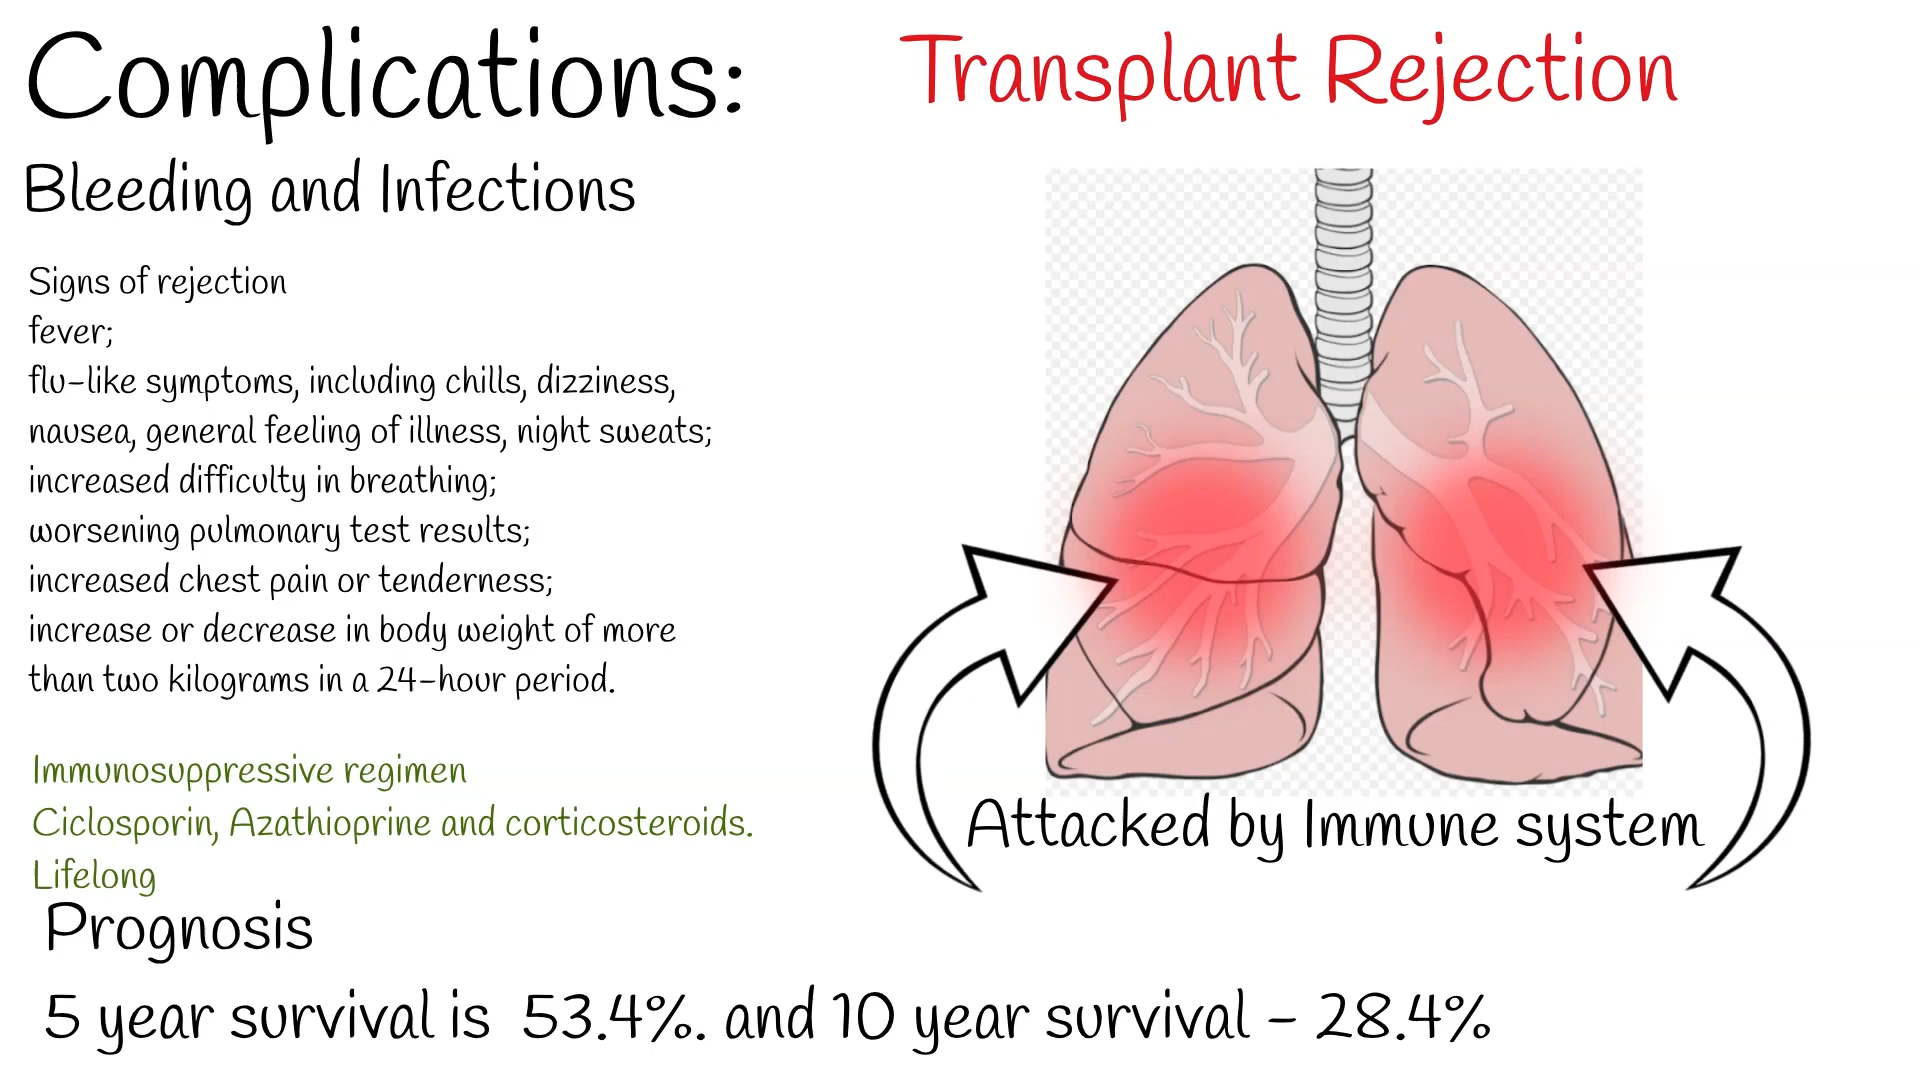 Complications:
Transplant Rejection
Bleeding and Infections
Signs of rejection
fever;
flu-like symptoms, including chills, dizziness,
nausea, general feeling of illness, night sweats;
increased difficulty in breathing;
worsening pulmonary test results;
increased chest pain or tenderness;
increase or decrease in body weight of more
than two kilograms in a 24-hour period.
Immunosuppressive regimen
Ciclosporin, Azathioprine and corticosteroids.
Lifelong
Attacked by Immune system
Prognosis
5 year survival is 53.4%. and 10 year survival - 28.4%